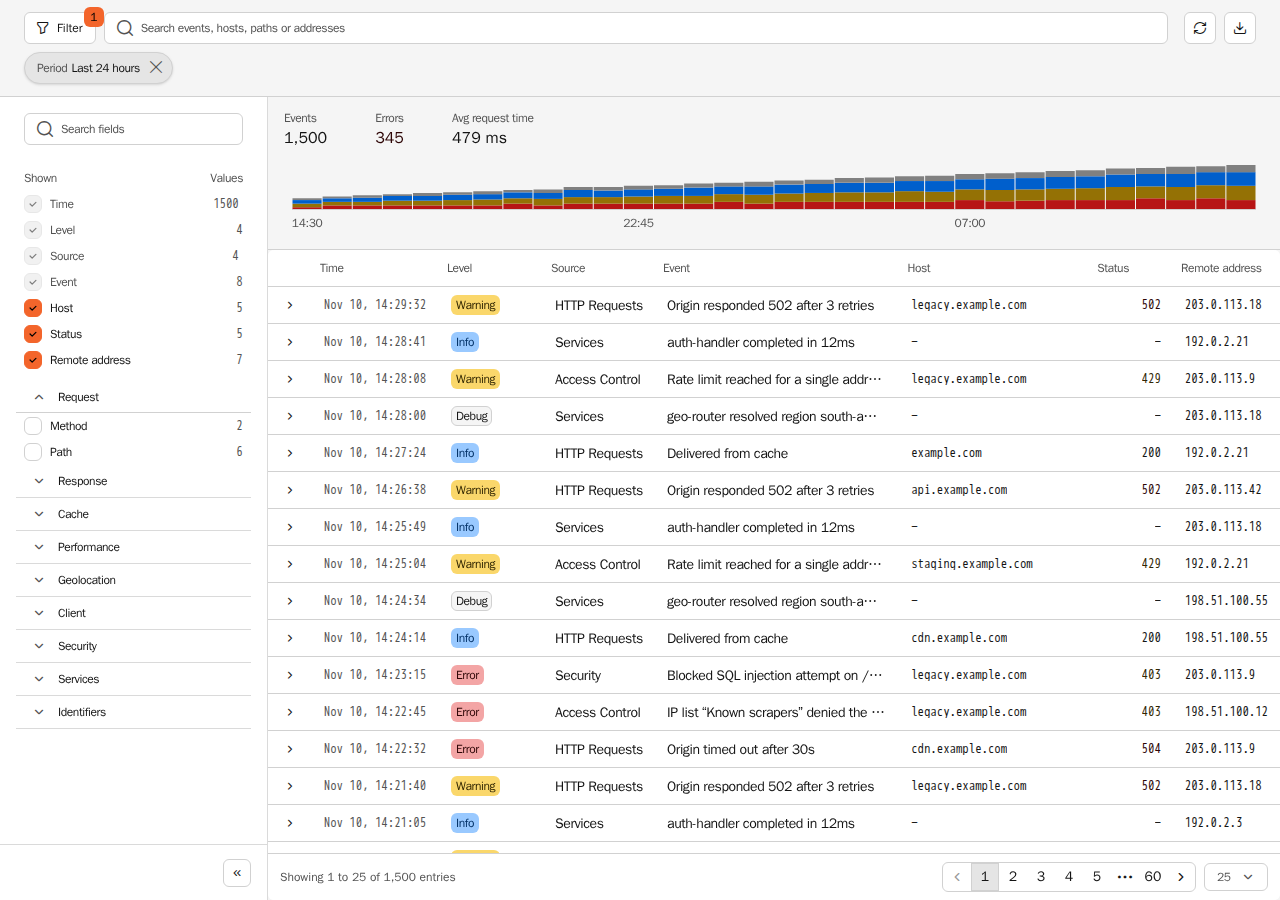 Filter 1
Search events, hosts, paths or addresses
Period Last 24 hours
Search fields
Shown Values
Time 1500
Level 4
Source 4
Event 8
Host 5
Status 5
Remote address 7
Request
Method 2
Path 6
Response
Cache
Performance
Geolocation
Client
Security
Services
Identifiers
«
Events Errors Avg request time
1,500 345 479 ms
14:30 22:45 07:00
Time Level Source Event Host Status Remote address
Nov 10, 14:29:32 Warning HTTP Requests Origin responded 502 after 3 retries legacy.example.com 502 203.0.113.18
Nov 10, 14:28:41 Info Services auth-handler completed in 12ms – – 192.0.2.21
Nov 10, 14:28:08 Warning Access Control Rate limit reached for a single addr… legacy.example.com 429 203.0.113.9
Nov 10, 14:28:00 Debug Services geo-router resolved region south-a… – – 203.0.113.18
Nov 10, 14:27:24 Info HTTP Requests Delivered from cache example.com 200 192.0.2.21
Nov 10, 14:26:38 Warning HTTP Requests Origin responded 502 after 3 retries api.example.com 502 203.0.113.42
Nov 10, 14:25:49 Info Services auth-handler completed in 12ms – – 203.0.113.18
Nov 10, 14:25:04 Warning Access Control Rate limit reached for a single addr… staging.example.com 429 192.0.2.21
Nov 10, 14:24:34 Debug Services geo-router resolved region south-a… – – 198.51.100.55
Nov 10, 14:24:14 Info HTTP Requests Delivered from cache cdn.example.com 200 198.51.100.55
Nov 10, 14:23:15 Error Security Blocked SQL injection attempt on /… legacy.example.com 403 203.0.113.9
Nov 10, 14:22:45 Error Access Control IP list “Known scrapers” denied the … legacy.example.com 403 198.51.100.12
Nov 10, 14:22:32 Error HTTP Requests Origin timed out after 30s cdn.example.com 504 203.0.113.9
Nov 10, 14:21:40 Warning HTTP Requests Origin responded 502 after 3 retries legacy.example.com 502 203.0.113.18
Nov 10, 14:21:05 Info Services auth-handler completed in 12ms – – 192.0.2.3
Showing 1 to 25 of 1,500 entries
1 2 3 4 5 … 60
25